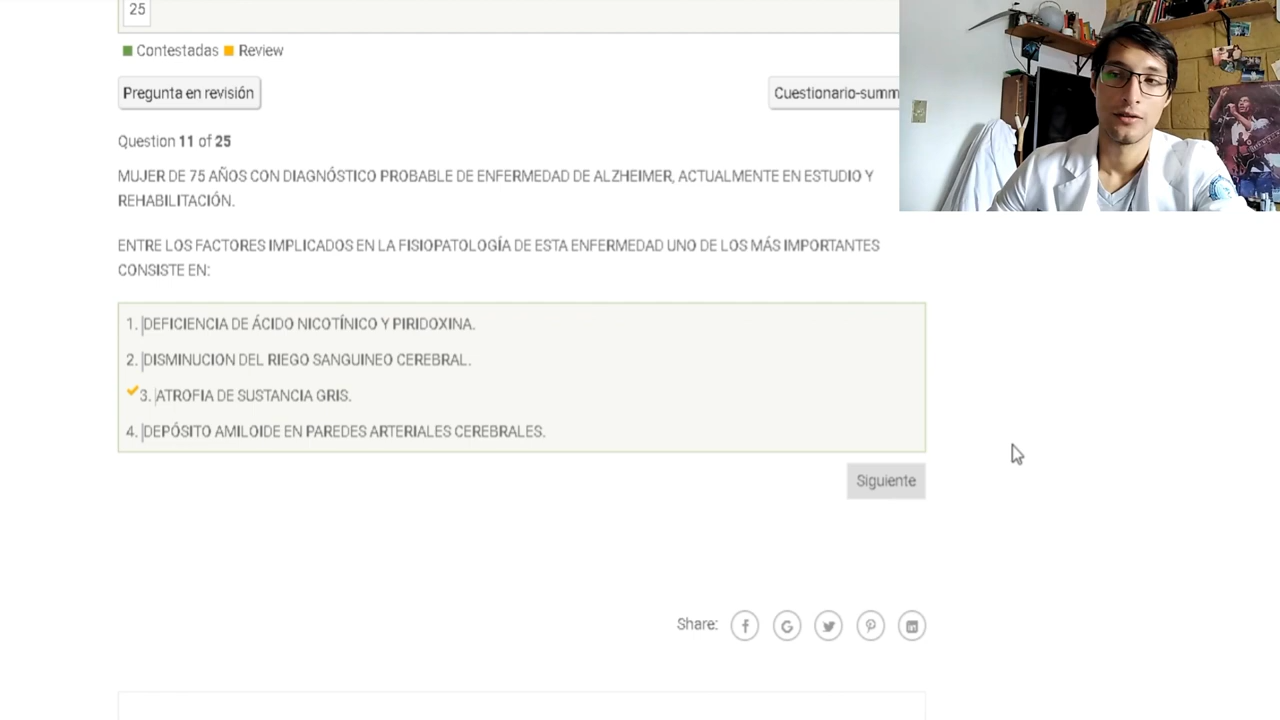 25
Contestadas Review
Pregunta en revisión
Cuestionario-summ
Question 11 of 25
MUJER DE 75 AÑOS CON DIAGNÓSTICO PROBABLE DE ENFERMEDAD DE ALZHEIMER, ACTUALMENTE EN ESTUDIO Y
REHABILITACIÓN.
ENTRE LOS FACTORES IMPLICADOS EN LA FISIOPATOLOGÍA DE ESTA ENFERMEDAD UNO DE LOS MÁS IMPORTANTES
CONSISTE EN:
1. DEFICIENCIA DE ÁCIDO NICOTÍNICO Y PIRIDOXINA.
2. DISMINUCION DEL RIEGO SANGUINEO CEREBRAL.
3. ATROFIA DE SUSTANCIA GRIS.
4. DEPÓSITO AMILOIDE EN PAREDES ARTERIALES CEREBRALES.
Siguiente
Share: